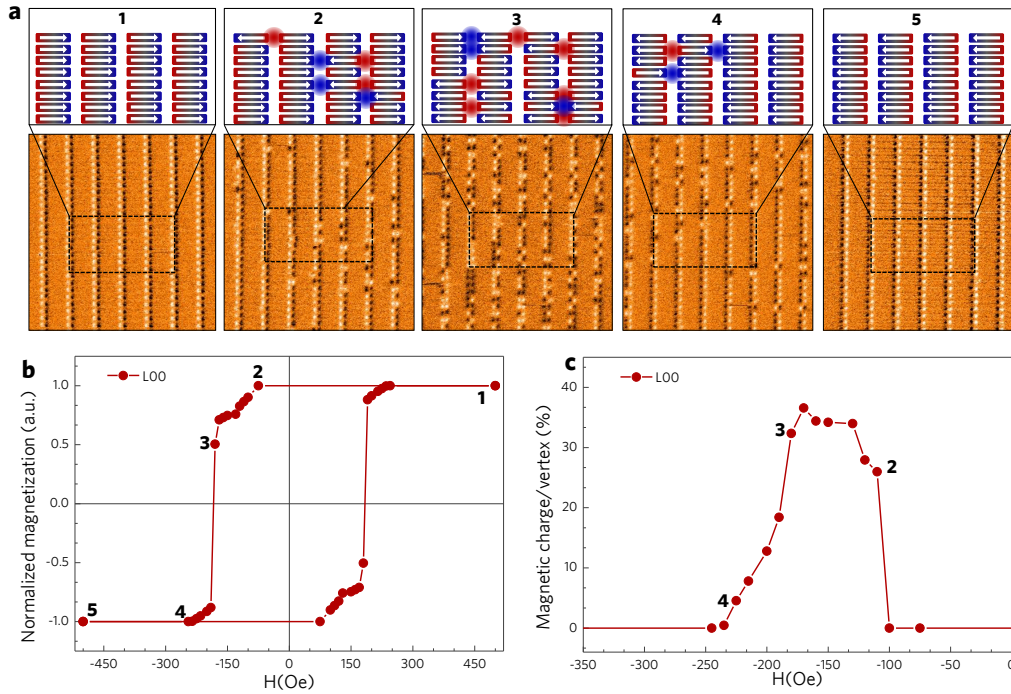 a
1 2 3 4 5
b
L00
1.0
0.5
0.0
-0.5
-1.0
Normalized magnetization (a.u.)
1
2
3
4
5
-450 -300 -150 0 150 300 450
H(Oe)
c
L00
40
30
20
10
0
Magnetic charge/vertex (%)
3
2
4
-350 -300 -250 -200 -150 -100 -50 0
H(Oe)